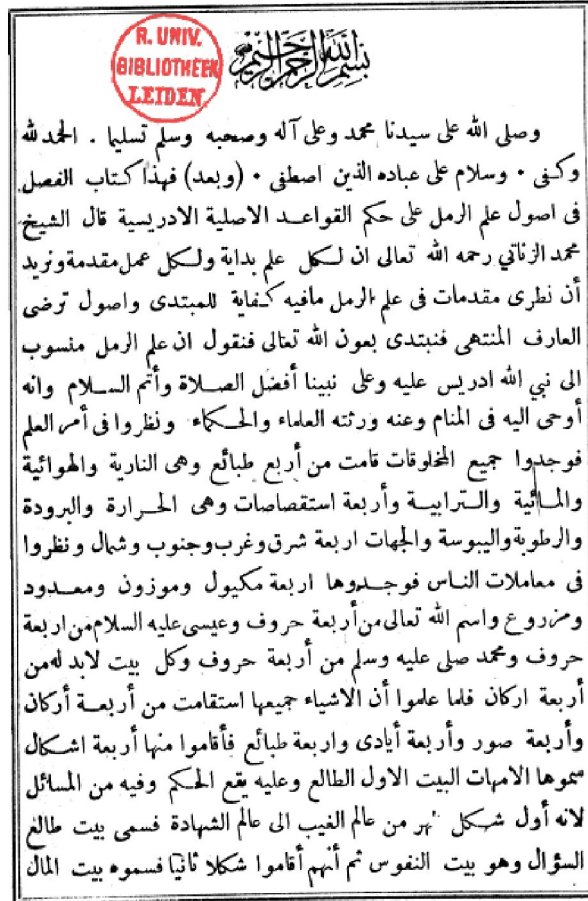 R. UNIV.
BIBLIOTHEEK
LEIDEN
بسم الله الرحمن الرحيم
وصلى الله على سيدنا محمد وعلى آله وصحبه وسلم تسليما . الحمد لله
وكفى • وسلام على عباده الذين اصطفى • (وبعد) فهذا كتاب الفصل
فى اصول علم الرمل على حكم القواعد الاصلية الادريسية قال الشيخ
محمد الزناتي رحمه الله تعالى ان لكل علم بداية ولكل عمل مقدمة ونريد
أن نطرى مقدمات فى علم الرمل مافيه كفاية للمبتدى واصول ترضى
العارف المنتهى فنبتدى بعون الله تعالى فنقول ان علم الرمل منسوب
الى نبي الله ادريس عليه وعلى نبينا أفضل الصلاة وأتم السلام وانه
أوحى اليه فى المنام وعنه ورثته العلماء والحكماء ونظروا فى أمر العلم
فوجدوا جميع المخلوقات قامت من أربع طبائع وهى النارية والهوائية
والمائية والترابية وأربعة استقصاصات وهى الحرارة والبرودة
والرطوبة واليبوسة والجهات اربعة شرق وغرب وجنوب وشمال ونظروا
فى معاملات الناس فوجدوها اربعة مكيول وموزون ومعدود
ومزروع واسم الله تعالى من أربعة حروف وعيسى عليه السلام من اربعة
حروف ومحمد صلى عليه وسلم من أربعة حروف وكل بيت لابد له من
أربعة اركان فلما علموا أن الاشياء جميعها استقامت من أربعة أركان
وأربعة صور وأربعة أيادى واربعة طبائع فأقاموا منها أربعة اشكال
سموها الامهات البيت الاول الطالع وعليه يقع الحكم وفيه من المسائل
لانه أول شكل من عالم الغيب الى عالم الشهادة فسمى بيت طالع
السؤال وهو بيت النفوس ثم أنهم أقاموا شكلا ثانيا فسموه بيت المال